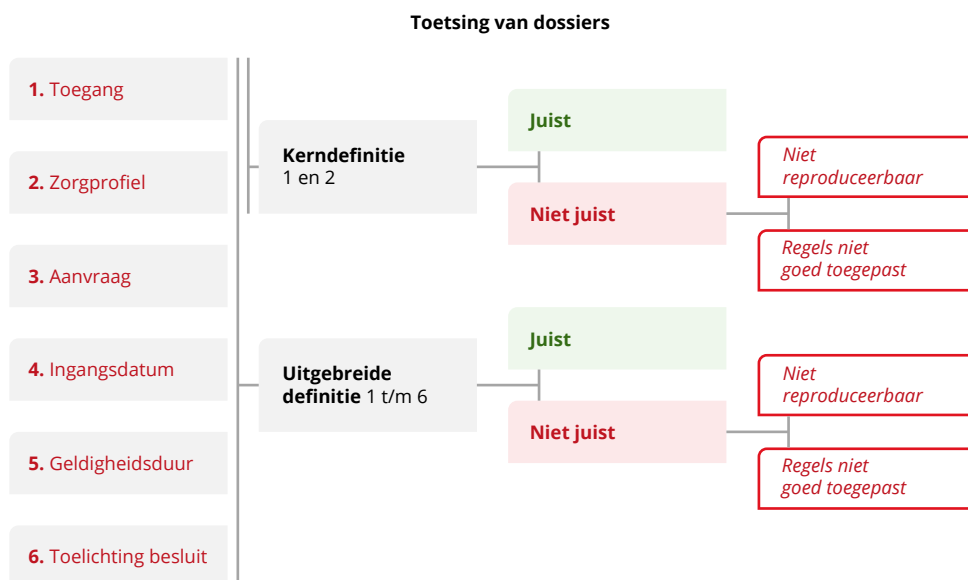 Toetsing van dossiers
1. Toegang
2. Zorgprofiel
3. Aanvraag
4. Ingangsdatum
5. Geldigheidsduur
6. Toelichting besluit
Kerndefinitie
1 en 2
Juist
Niet juist
Niet
reproduceerbaar
Regels niet
goed toegepast
Uitgebreide
definitie 1 t/m 6
Juist
Niet juist
Niet
reproduceerbaar
Regels niet
goed toegepast